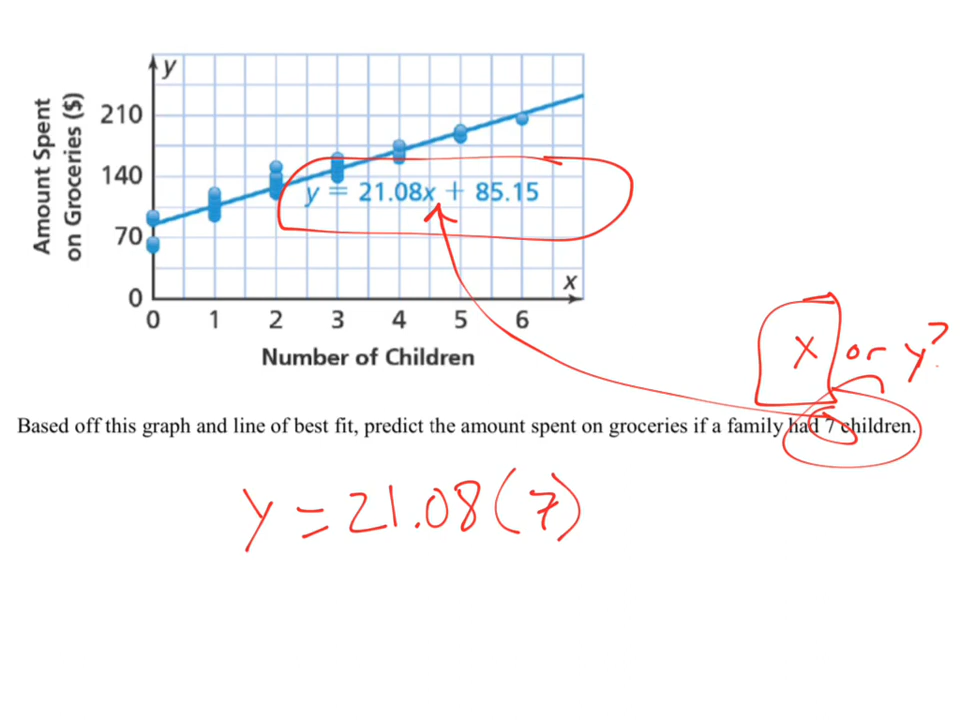 y
Amount Spent
on Groceries ($)
210
140
70
0
y = 21.08x + 85.15
x
0 1 2 3 4 5 6
Number of Children
x or y?
Based off this graph and line of best fit, predict the amount spent on groceries if a family had 7 children.
y = 21.08(7)